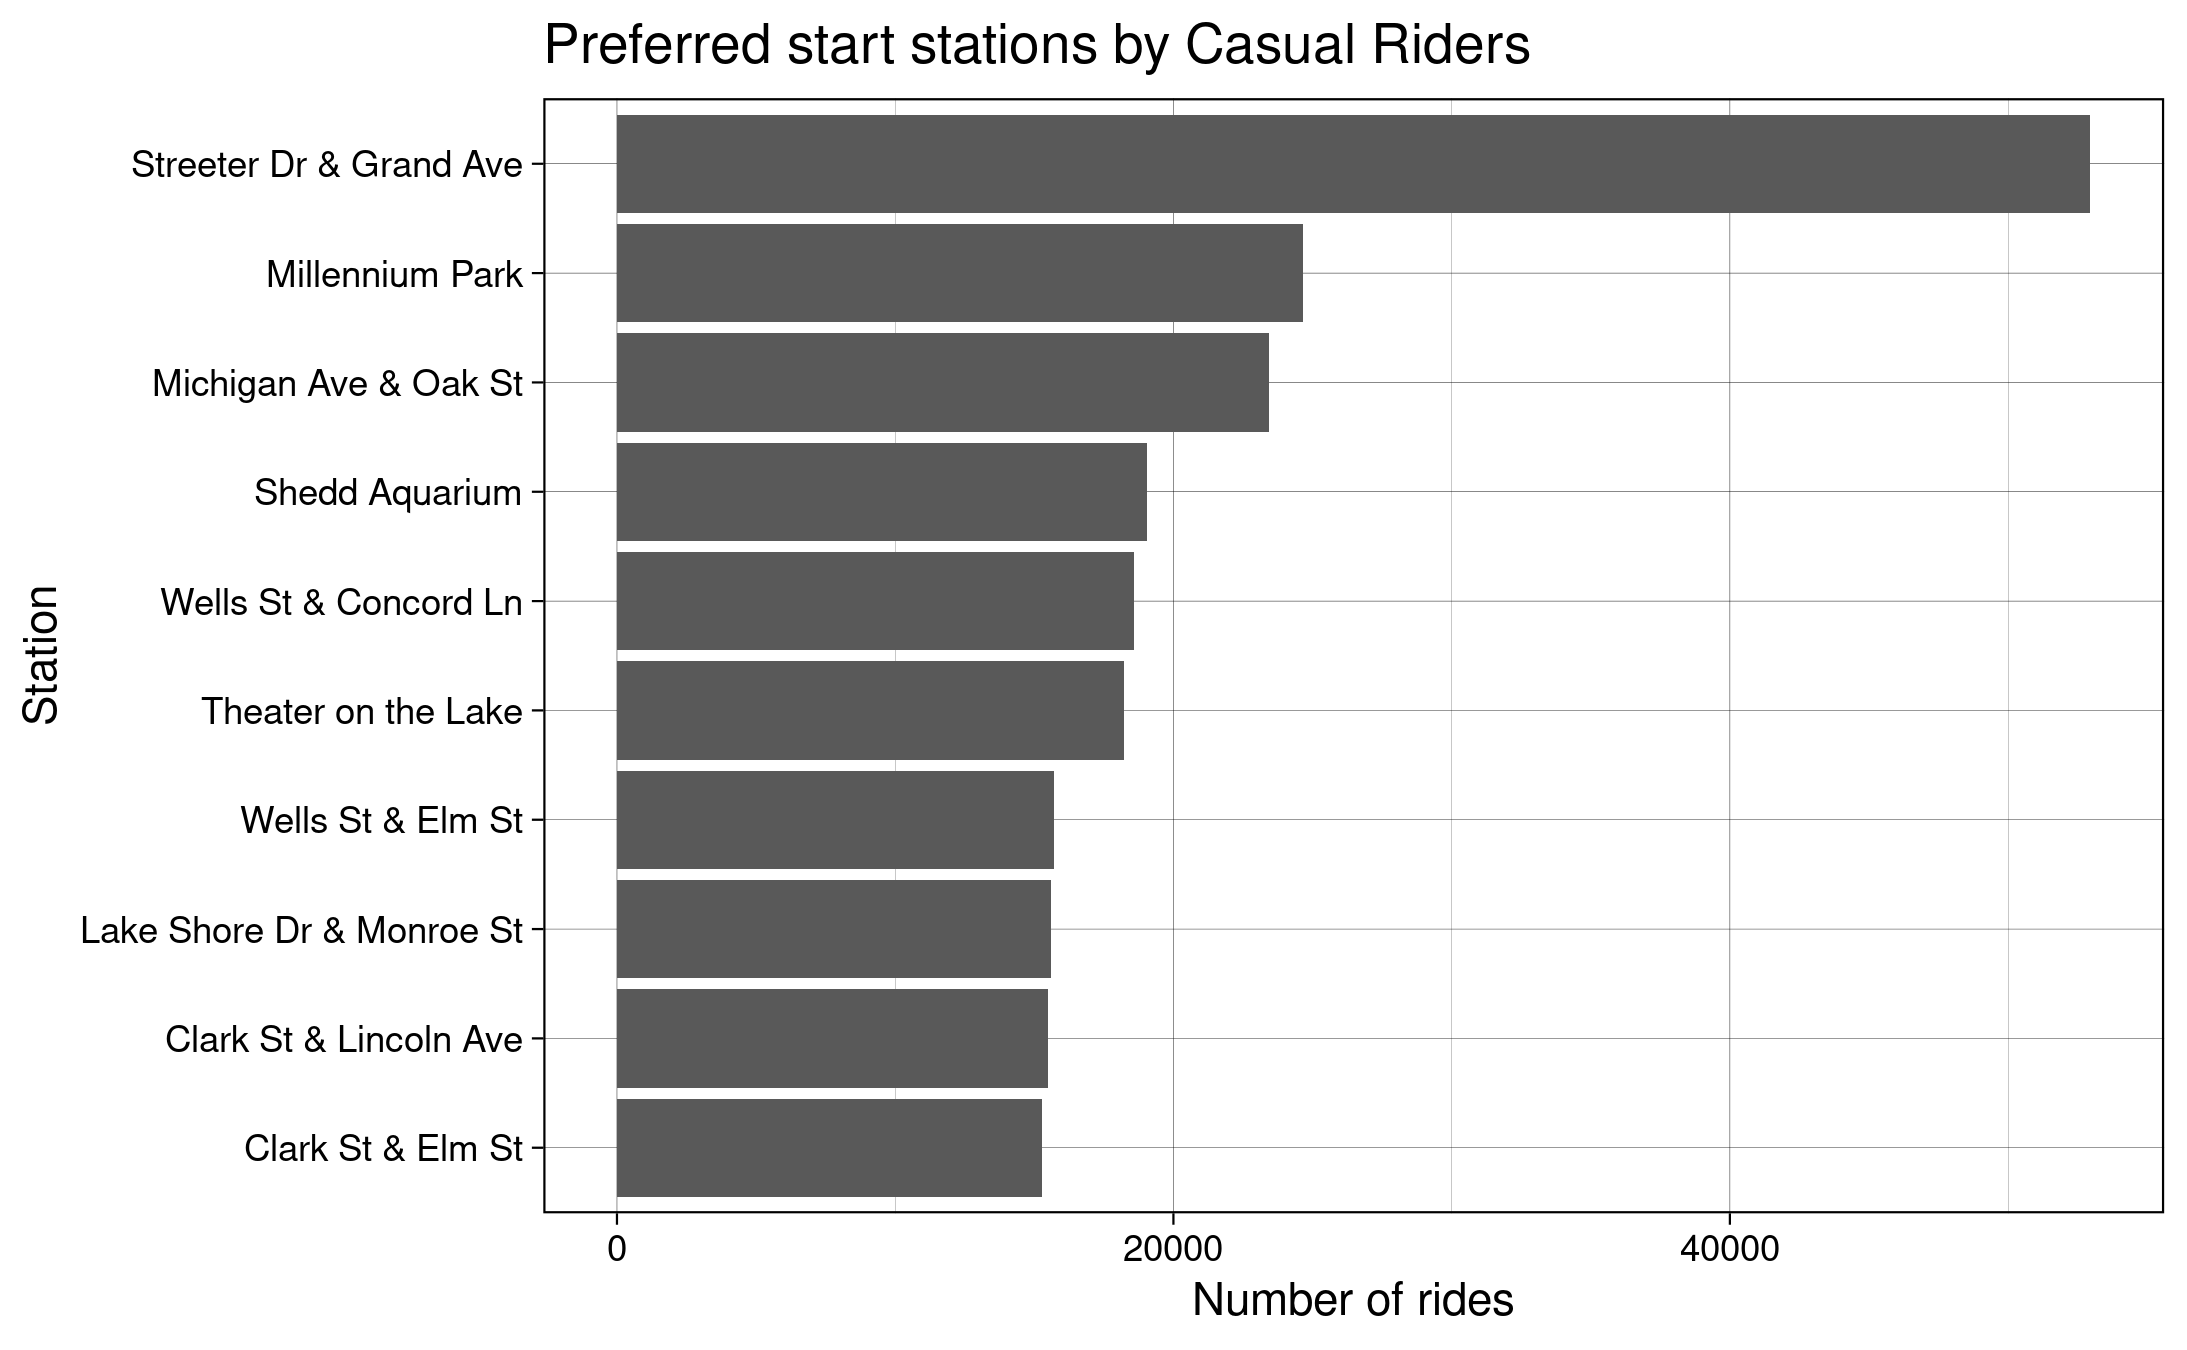 Preferred start stations by Casual Riders
Station
Streeter Dr & Grand Ave
Millennium Park
Michigan Ave & Oak St
Shedd Aquarium
Wells St & Concord Ln
Theater on the Lake
Wells St & Elm St
Lake Shore Dr & Monroe St
Clark St & Lincoln Ave
Clark St & Elm St
0 20000 40000
Number of rides